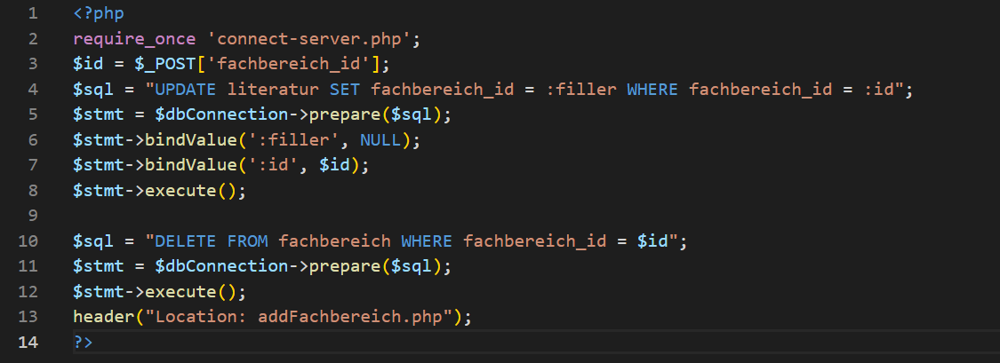 1 <?php
2 require_once 'connect-server.php';
3 $id = $_POST['fachbereich_id'];
4 $sql = "UPDATE literatur SET fachbereich_id = :filler WHERE fachbereich_id = :id";
5 $stmt = $dbConnection->prepare($sql);
6 $stmt->bindValue(':filler', NULL);
7 $stmt->bindValue(':id', $id);
8 $stmt->execute();
9
10 $sql = "DELETE FROM fachbereich WHERE fachbereich_id = $id";
11 $stmt = $dbConnection->prepare($sql);
12 $stmt->execute();
13 header("Location: addFachbereich.php");
14 ?>